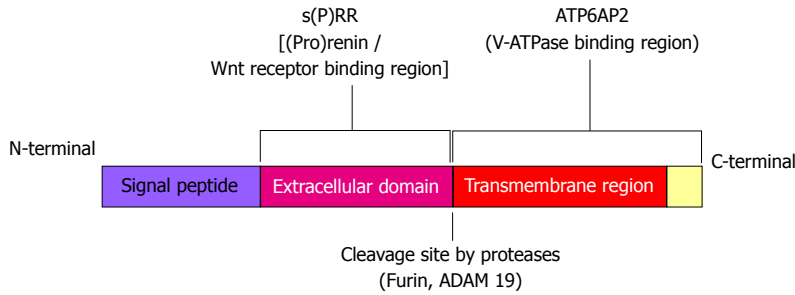 s(P)RR
[(Pro)renin /
Wnt receptor binding region]
ATP6AP2
(V-ATPase binding region)
N-terminal
C-terminal
Signal peptide
Extracellular domain
Transmembrane region
Cleavage site by proteases
(Furin, ADAM 19)